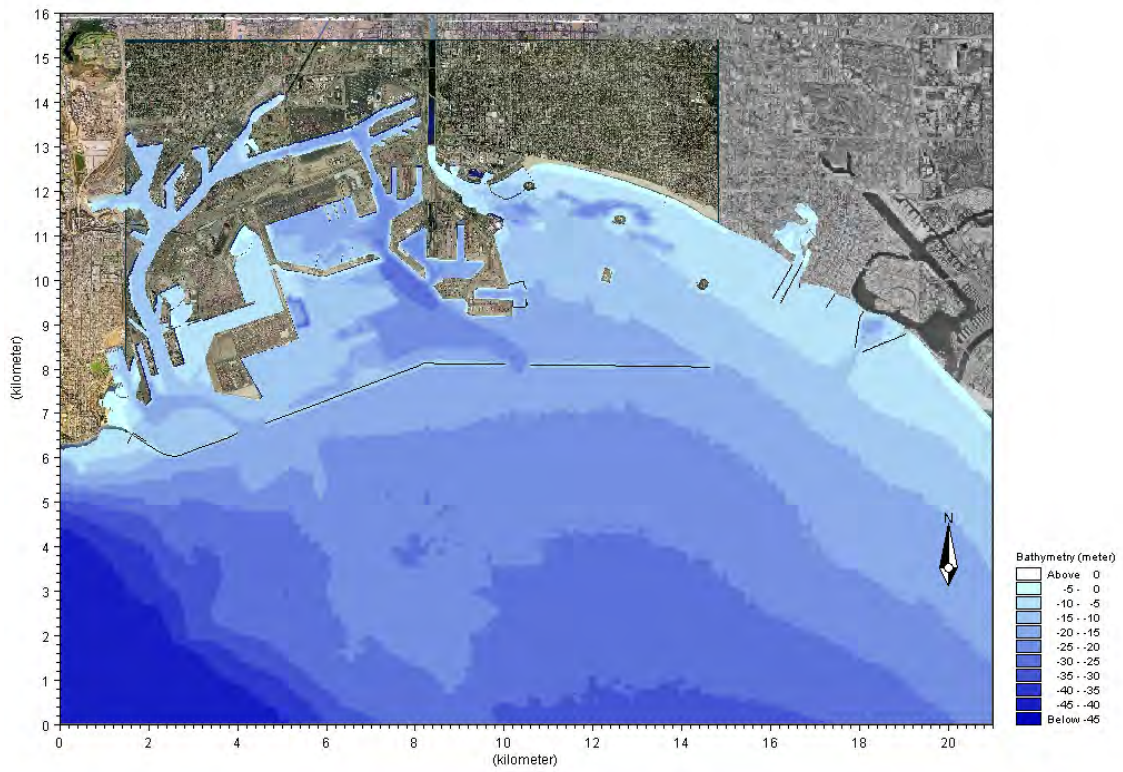 16
15
14
13
12
11
10
9
8
7
6
5
4
3
2
1
0
(kilometer)
0 2 4 6 8 10 12 14 16 18 20
(kilometer)
N
Bathymetry (meter)
Above 0
-5 - 0
-10 - -5
-15 - -10
-20 - -15
-25 - -20
-30 - -25
-35 - -30
-40 - -35
-45 - -40
Below -45